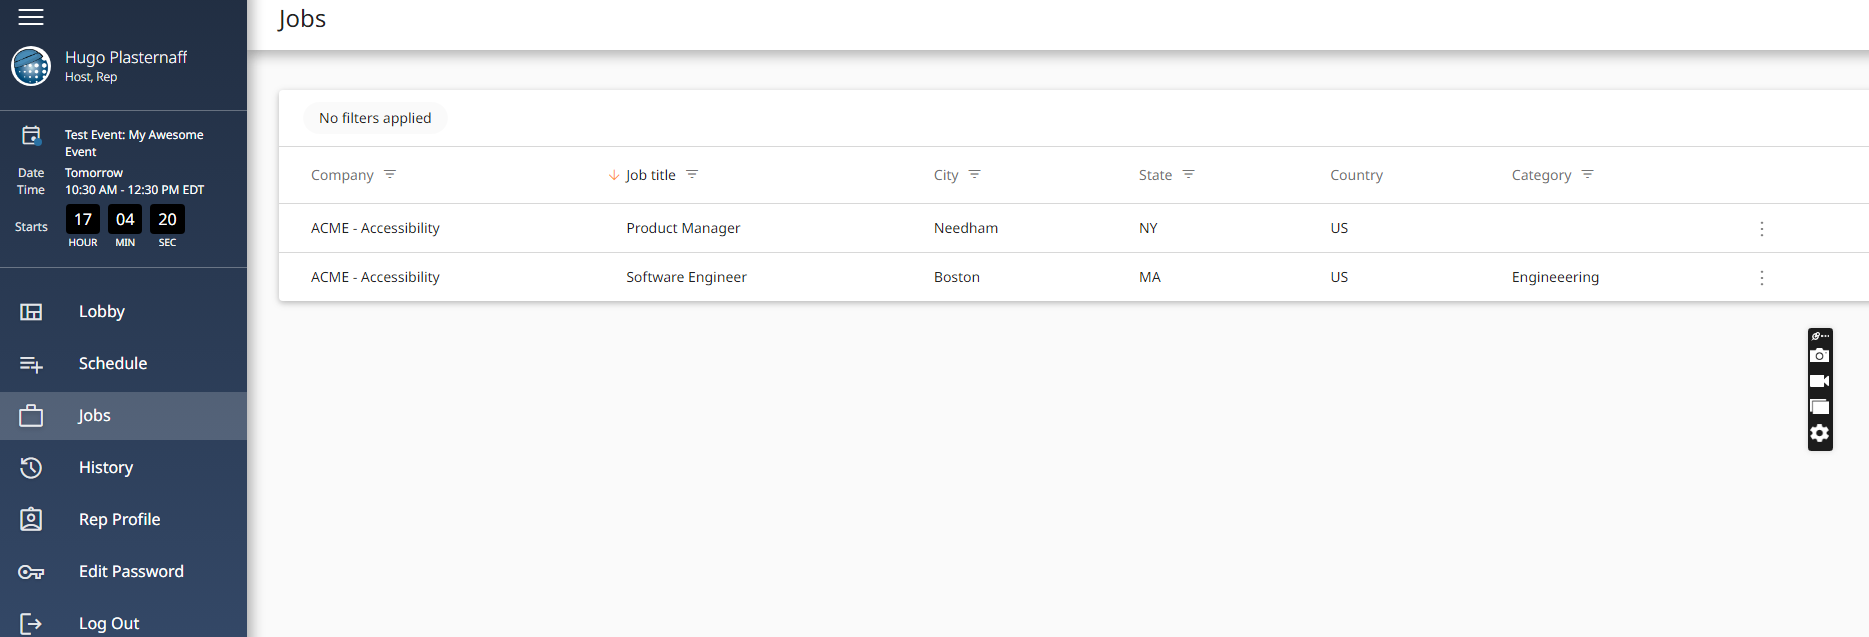 Jobs
Hugo Plasternaff
Host, Rep
Test Event: My Awesome
Event
Date Tomorrow
Time 10:30 AM - 12:30 PM EDT
Starts 17 04 20
HOUR MIN SEC
Lobby
Schedule
Jobs
History
Rep Profile
Edit Password
Log Out
No filters applied
Company Job title City State Country Category
ACME - Accessibility Product Manager Needham NY US
ACME - Accessibility Software Engineer Boston MA US Engineeering